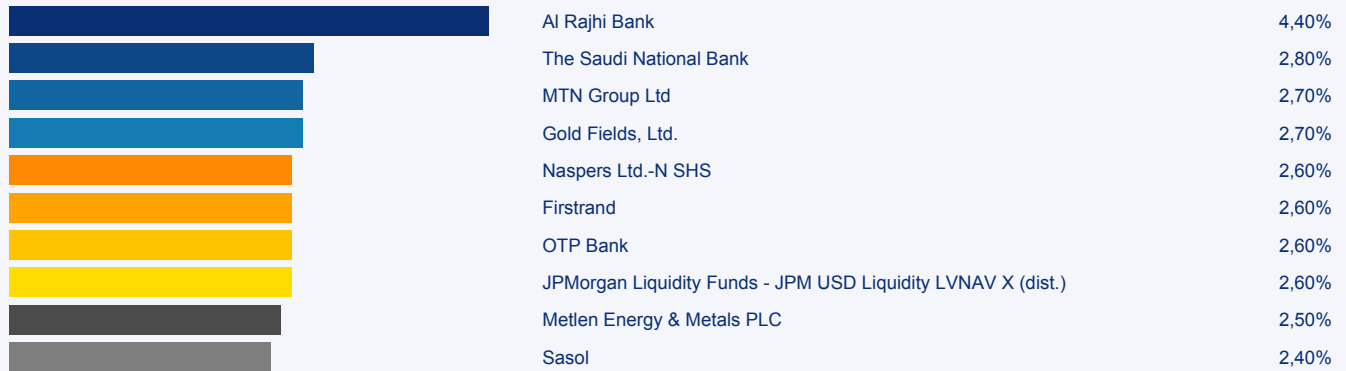 Al Rajhi Bank 4,40%
The Saudi National Bank 2,80%
MTN Group Ltd 2,70%
Gold Fields, Ltd. 2,70%
Naspers Ltd.-N SHS 2,60%
Firstrand 2,60%
OTP Bank 2,60%
JPMorgan Liquidity Funds - JPM USD Liquidity LVNAV X (dist.) 2,60%
Metlen Energy & Metals PLC 2,50%
Sasol 2,40%